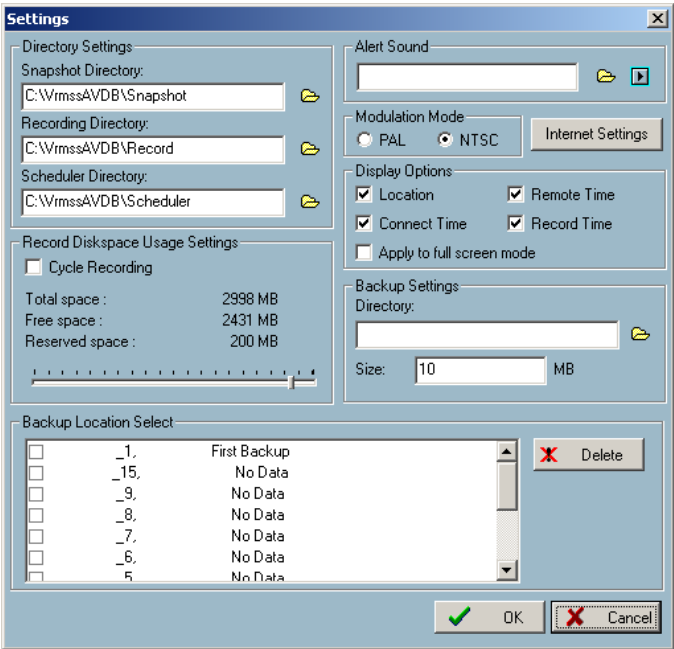 Settings
Directory Settings
Snapshot Directory:
C:\VrmssAVDB\Snapshot
Recording Directory:
C:\VrmssAVDB\Record
Scheduler Directory:
C:\VrmssAVDB\Scheduler
Alert Sound
Modulation Mode
PAL NTSC
Internet Settings
Display Options
Location Remote Time
Connect Time Record Time
Apply to full screen mode
Record Diskspace Usage Settings
Cycle Recording
Total space : 2998 MB
Free space : 2431 MB
Reserved space : 200 MB
Backup Settings
Directory:
Size: 10 MB
Backup Location Select
_1, First Backup
_15, No Data
_9, No Data
_8, No Data
_7, No Data
_6, No Data
_5, No Data
Delete
OK Cancel